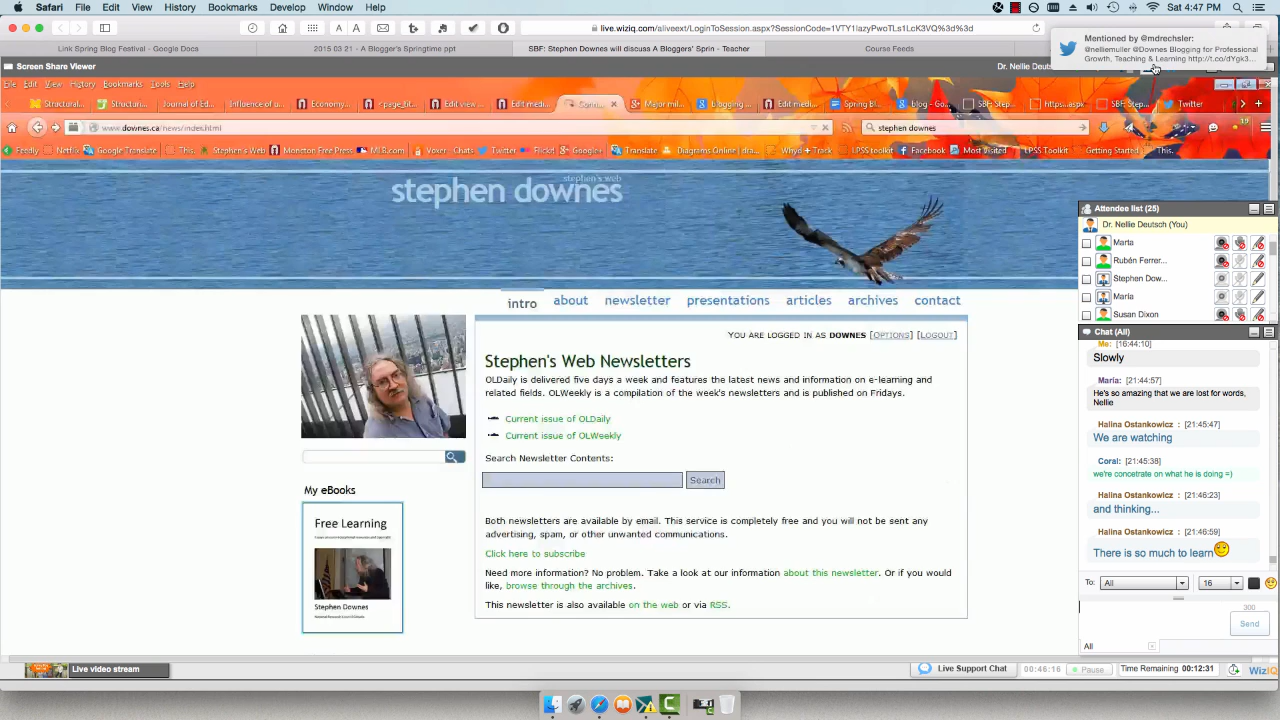 Safari File Edit View History Bookmarks Develop Window Help
Sat 4:47 PM
live.wiziq.com/aliveext/LoginToSession.aspx?SessionCode=1VTY1IazyPwoTLs1LcK3VQ%3d%3d
Link Spring Blog Festival - Google Docs
2015 03 21 - A Blogger's Springtime ppt
SBF: Stephen Downes will discuss A Bloggers' Sprin - Teacher
Course Feeds
Mentioned by @mdrechsler:
@nelliemuller @Downes Blogging for Professional
Growth, Teaching & Learning http://t.co/dYgk3...
Screen Share Viewer
Dr. Nellie Deuts
File Edit View History Bookmarks Tools Help
Structural...
Structuri...
Journal of Ed...
Influence of u...
Economy...
<page_tit...
Edit view...
Edit medi...
Conn...
Major mil...
blogging ...
Edit medi...
Spring Bl...
blog - Go...
SBF: Step...
https...aspx
SBF: Step...
Twitter
www.downes.ca/news/index.html
stephen downes
19
Feedly
Netflix
Google Translate
This.
Stephen's Web
Moncton Free Press
MLB.com
Voxer - Chats
Twitter
Flickr
Google+
Translate
Diagrams Online | dra...
Whyd + Track
LPSS toolkit
Facebook
Most Visited
LPSS Toolkit
Getting Started
This.
stephen's web
stephen downes
intro about newsletter presentations articles archives contact
YOU ARE LOGGED IN AS DOWNES [OPTIONS] [LOGOUT]
Stephen's Web Newsletters
OLDaily is delivered five days a week and features the latest news and information on e-learning and
related fields. OLWeekly is a compilation of the week's newsletters and is published on Fridays.
Current issue of OLDaily
Current issue of OLWeekly
Search Newsletter Contents:
Search
Both newsletters are available by email. This service is completely free and you will not be sent any
advertising, spam, or other unwanted communications.
Click here to subscribe
Need more information? No problem. Take a look at our information about this newsletter. Or if you would
like, browse through the archives.
This newsletter is also available on the web or via RSS.
My eBooks
Free Learning
Stephen Downes
Attendee list (25)
Dr. Nellie Deutsch (You)
Marta
Rubén Ferrer...
Stephen Dow...
Maria
Susan Dixon
Chat (All)
Me: [16:44:10]
Slowly
Maria: [21:44:57]
He's so amazing that we are lost for words,
Nellie
Halina Ostankowicz : [21:45:47]
We are watching
Coral: [21:45:38]
we're concetrate on what he is doing =)
Halina Ostankowicz : [21:46:23]
and thinking...
Halina Ostankowicz : [21:46:59]
There is so much to learn
To: All 16
300
Send
All
Live video stream
Live Support Chat
00:46:16
Pause
Time Remaining 00:12:31
WizIQ